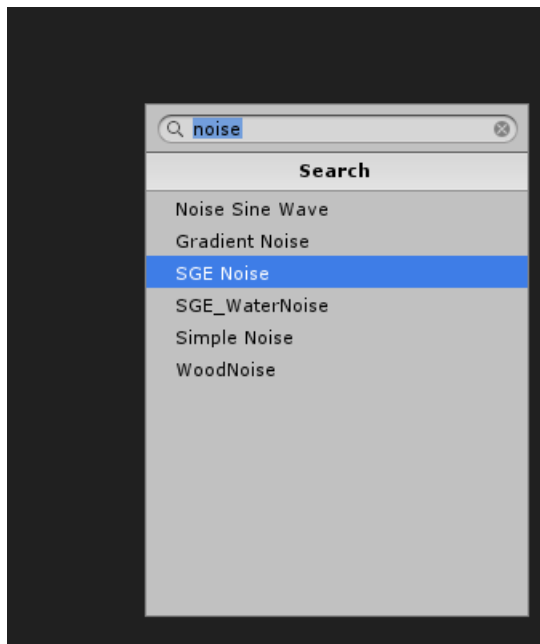 noise
Search
Noise Sine Wave
Gradient Noise
SGE Noise
SGE_WaterNoise
Simple Noise
WoodNoise